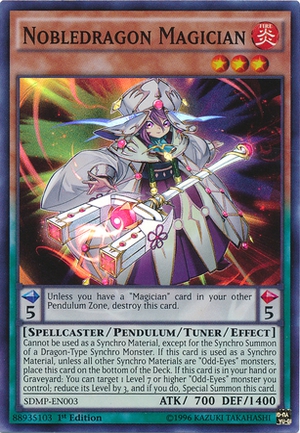 NOBLEDRAGON MAGICIAN
FIRE
炎
Unless you have a "Magician" card in your other
Pendulum Zone, destroy this card.
5
5
[SPELLCASTER/PENDULUM/TUNER/EFFECT]
Cannot be used as a Synchro Material, except for the Synchro Summon
of a Dragon-Type Synchro Monster. If this card is used as a Synchro
Material, unless all other Synchro Materials are "Odd-Eyes" monsters,
place this card on the bottom of the Deck. If this card is in your hand or
Graveyard: You can target 1 Level 7 or higher "Odd-Eyes" monster you
control; reduce its Level by 3, and if you do, Special Summon this card.
SDMP-EN003
ATK/ 700 DEF/1400
88935103 1st Edition
©1996 KAZUKI TAKAHASHI